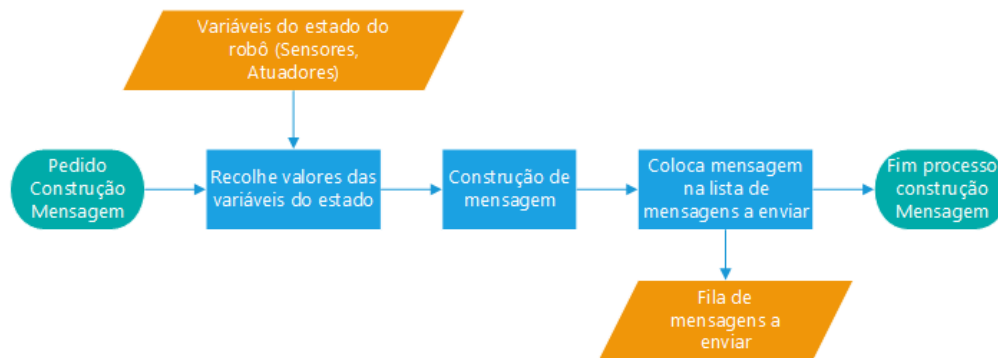 Variáveis do estado do
robô (Sensores,
Atuadores)
Pedido
Construção
Mensagem
Recolhe valores das
variáveis do estado
Construção de
mensagem
Coloca mensagem
na lista de
mensagens a enviar
Fim processo
construção
Mensagem
Fila de
mensagens a
enviar